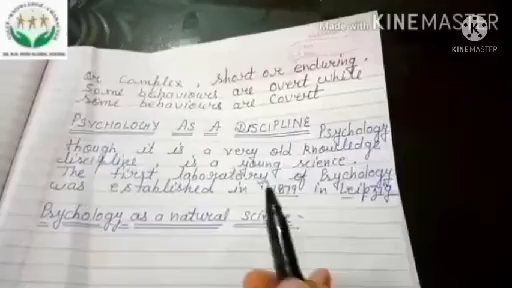 Made with KINEMASTER
KINEMASTER
or complex, short or enduring.
Some behaviours are overt while
some behaviours are covert
PSYCHOLOGY AS A DISCIPLINE Psychology
though it is a very old knowledge
discipline, is a young science.
The first laboratory of Psychology
was established in 1879 in Leipzig
Psychology as a natural science:-